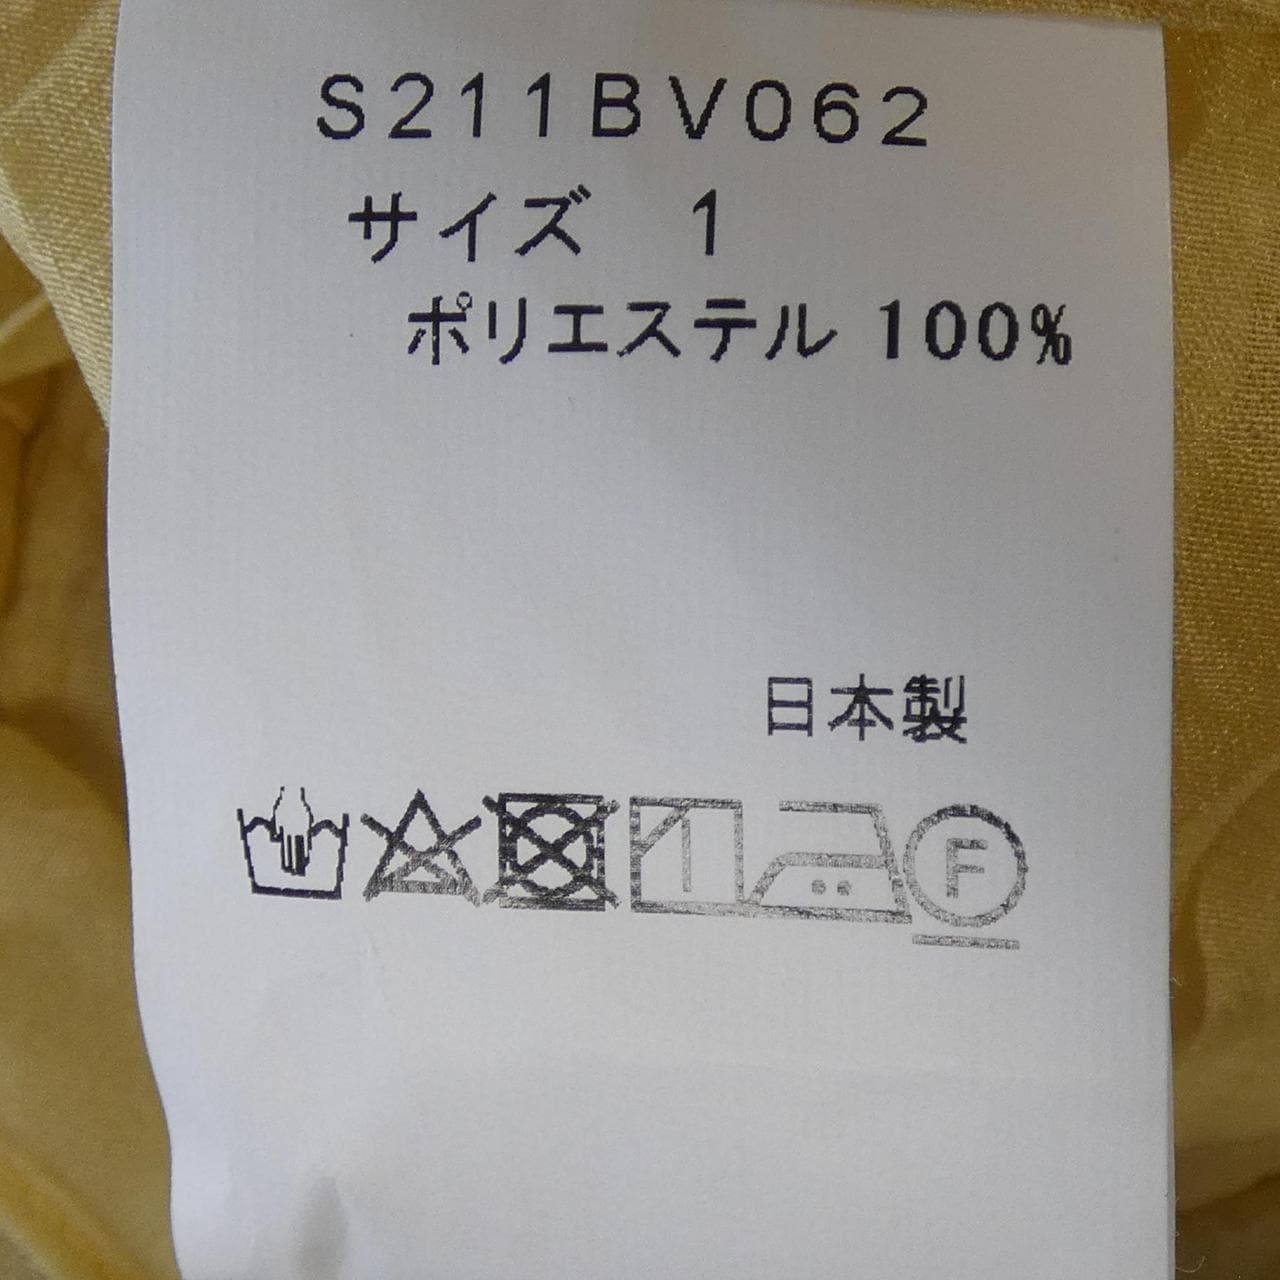 S211BV062
サイズ 1
ポリエステル 100%
日本製
F